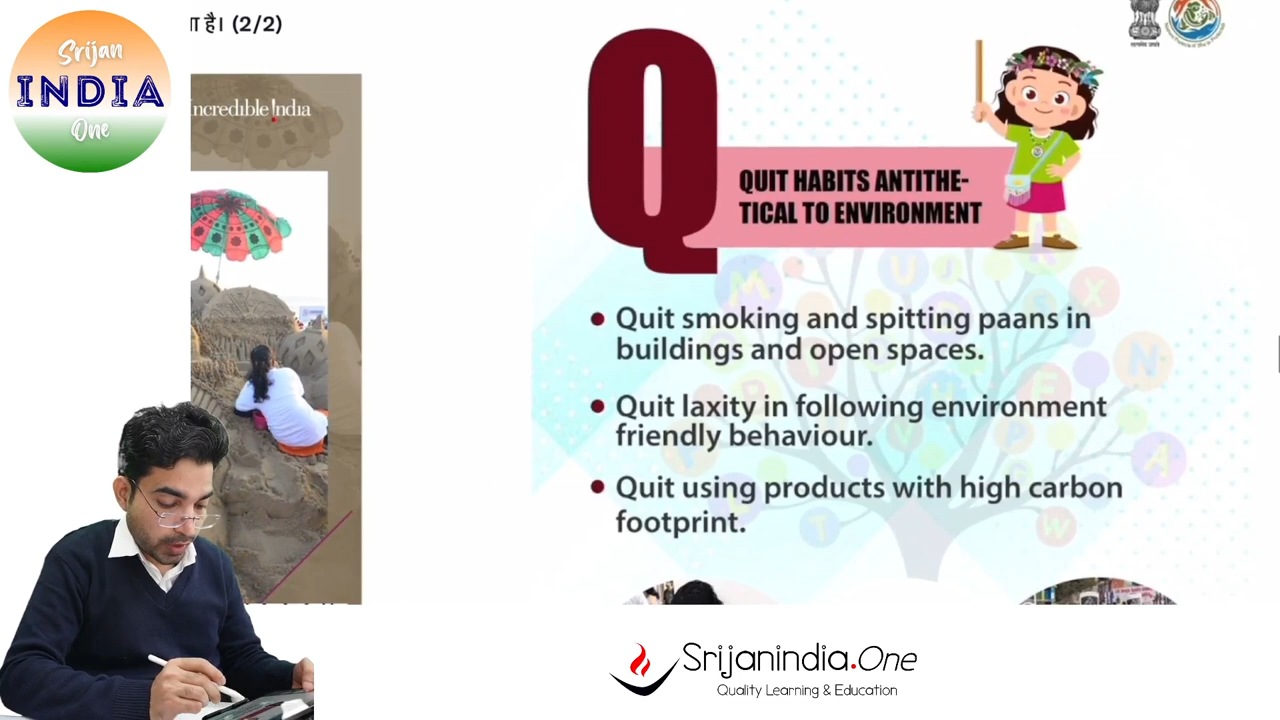 Srijan
INDIA
One
है। (2/2)
Incredible !ndia
Q
QUIT HABITS ANTITHE-
TICAL TO ENVIRONMENT
• Quit smoking and spitting paans in
buildings and open spaces.
• Quit laxity in following environment
friendly behaviour.
• Quit using products with high carbon
footprint.
M
U
J
R
S
X
N
A
W
T
Srijanindia.One
Quality Learning & Education